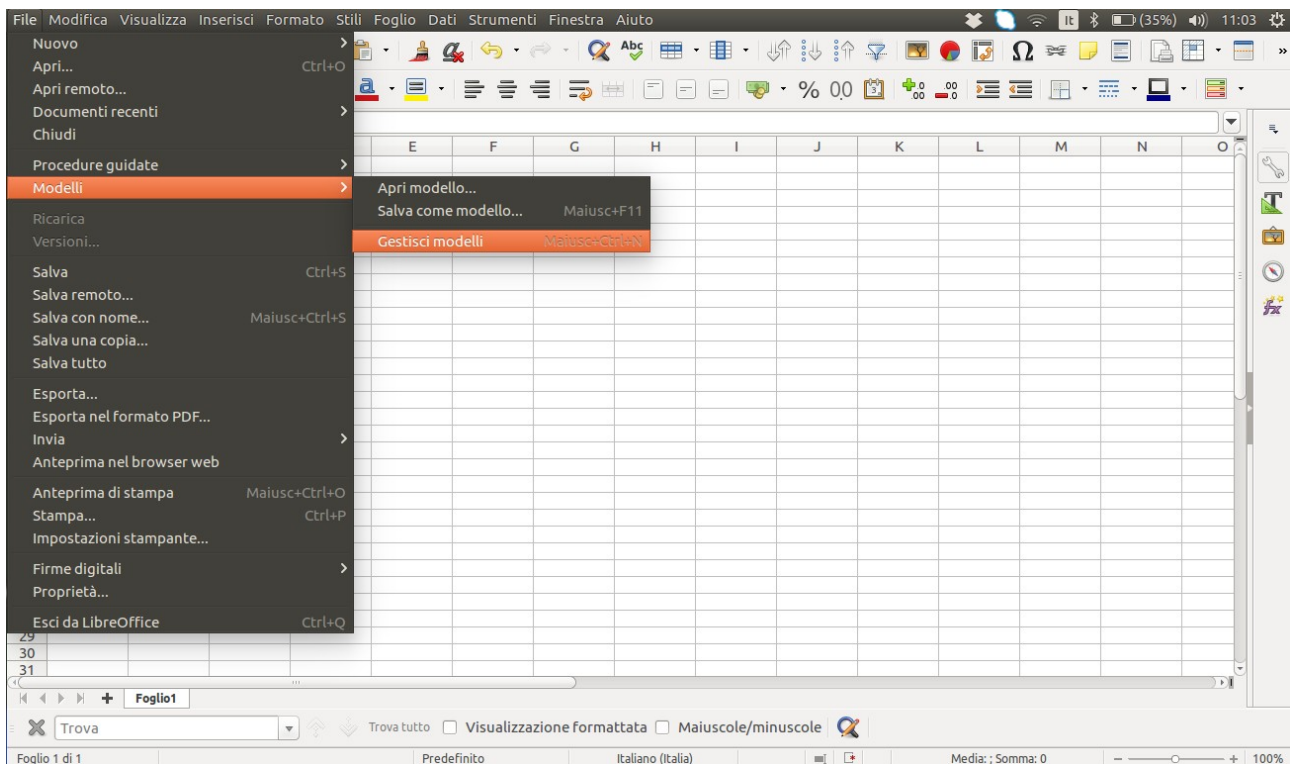 File Modifica Visualizza Inserisci Formato Stili Foglio Dati Strumenti Finestra Aiuto It (35%) 11:03
Nuovo
Apri... Ctrl+O
Apri remoto...
Documenti recenti
Chiudi
Procedure guidate
Modelli
Ricarica
Versioni...
Salva Ctrl+S
Salva remoto...
Salva con nome... Maiusc+Ctrl+S
Salva una copia...
Salva tutto
Esporta...
Esporta nel formato PDF...
Invia
Anteprima nel browser web
Anteprima di stampa Maiusc+Ctrl+O
Stampa... Ctrl+P
Impostazioni stampante...
Firme digitali
Proprietà...
Esci da LibreOffice Ctrl+Q
Apri modello...
Salva come modello... Maiusc+F11
Gestisci modelli Maiusc+Ctrl+N
Abc
a % 0.0
E F G H I J K L M N O
29
30
31
Foglio1
Trova Trova tutto Visualizzazione formattata Maiuscole/minuscole
Foglio 1 di 1 Predefinito Italiano (Italia) Media: ; Somma: 0 100%